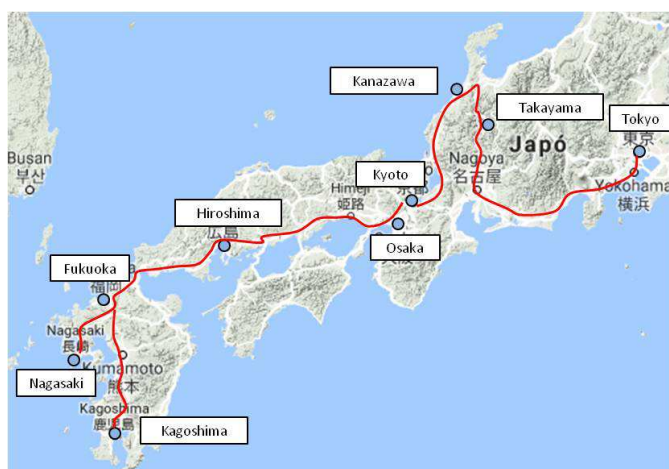 Kanazawa
Takayama
Tokyo
東京
Japó
Busan
부산
Kyoto
京都
Nagoya
名古屋
Yokohama
横浜
Himeji
姫路
Hiroshima
広島
Osaka
大阪
Fukuoka
福岡
Nagasaki
長崎
Kumamoto
熊本
Nagasaki
Kagoshima
鹿児島
Kagoshima